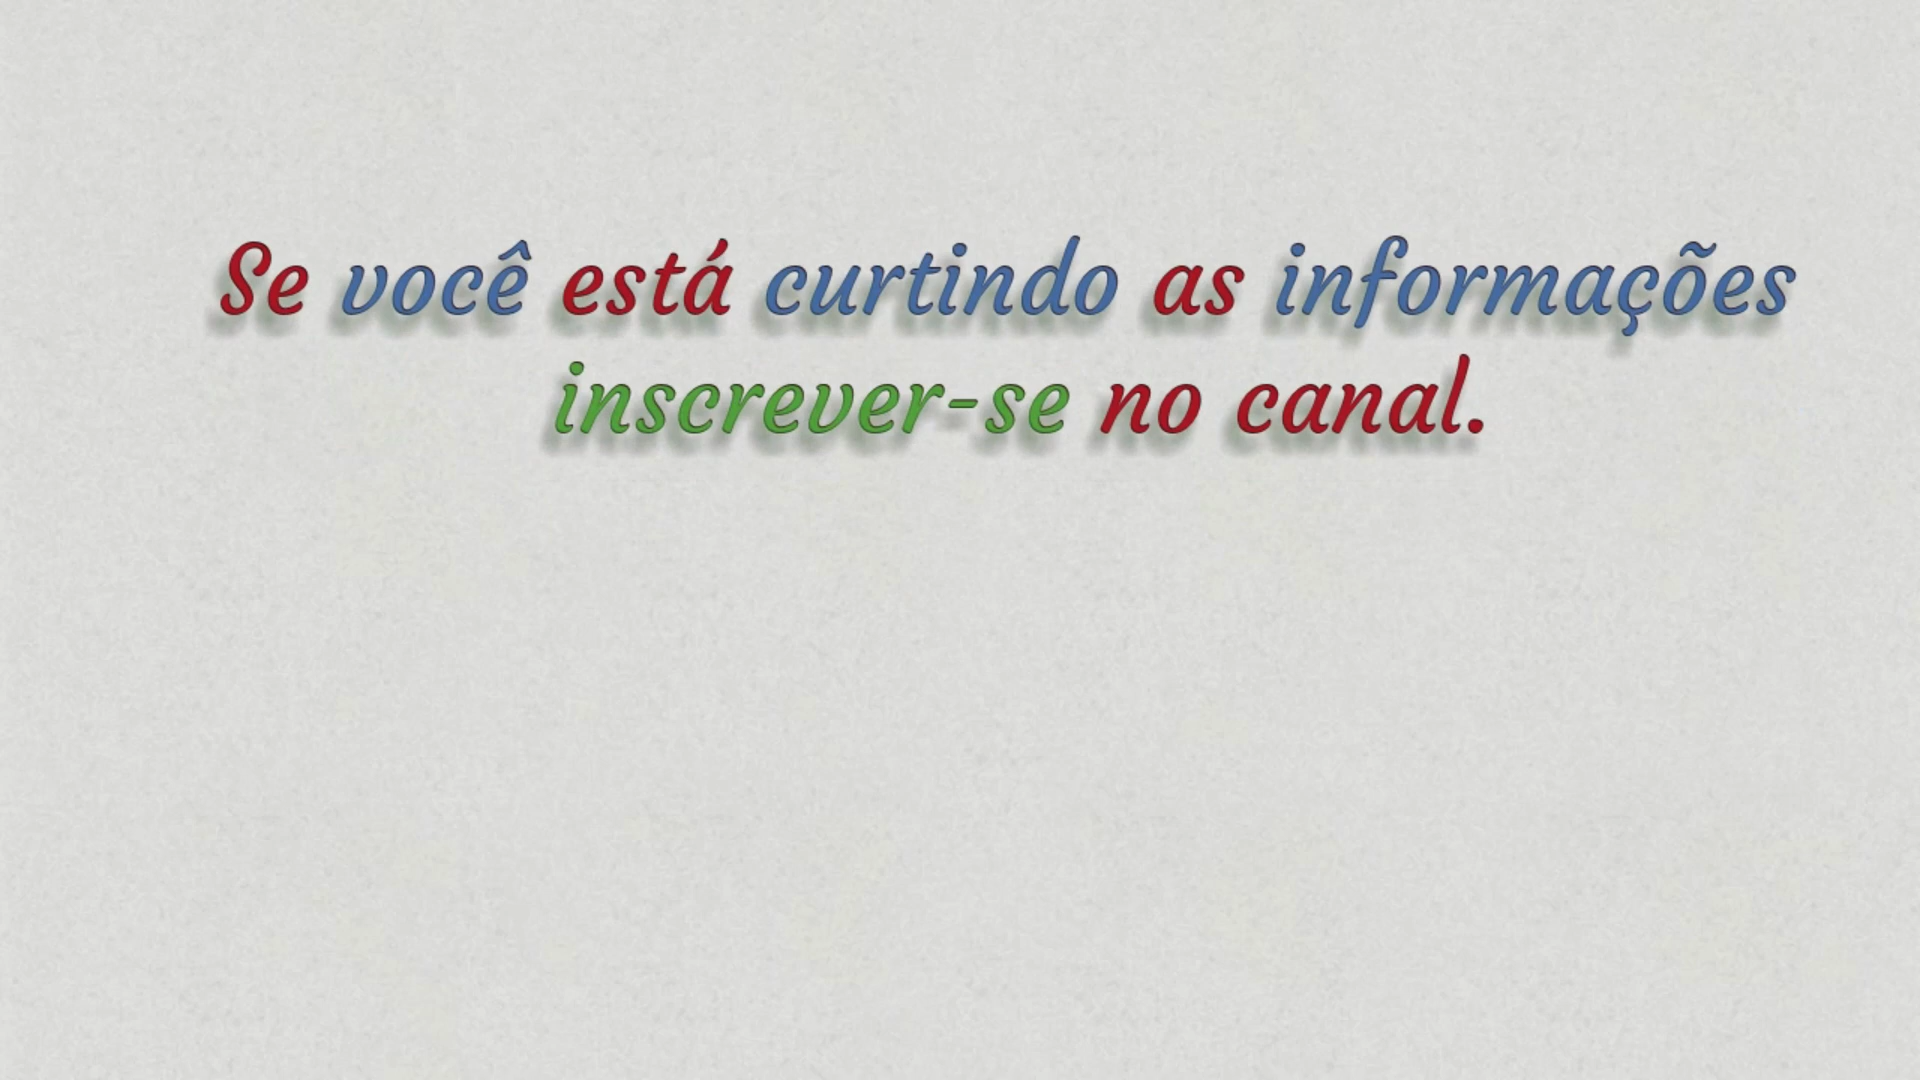 Se você está curtindo as informações
inscrever-se no canal.